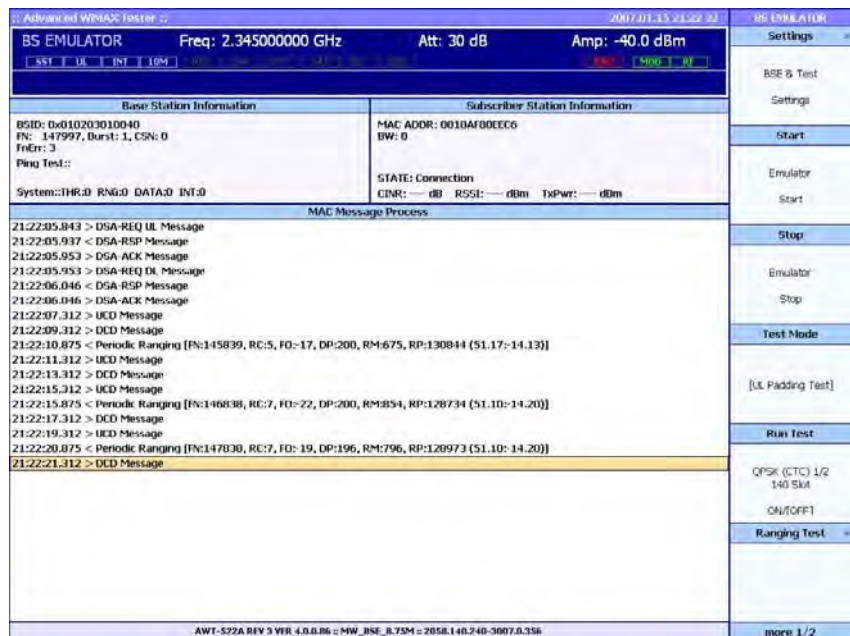 :: Advanced WiMAX Tester ::
2007.01.15 21:22:22
BS EMULATOR
BS EMULATOR Freq: 2.345000000 GHz Att: 30 dB Amp: -40.0 dBm
SST UL INT 10M
MOD RF
Base Station Information
BSID: 0x010203010040
FN: 147997, Burst: 1, CSN: 0
FnErr: 3
Ping Test::
System::THR:0 RNG:0 DATA:0 INT:0
Subscriber Station Information
MAC ADDR: 0010AF00EEC6
BW: 0
STATE: Connection
CINR: --- dB RSSI: --- dBm TxPwr: --- dBm
MAC Message Process
21:22:05.843 > DSA-REQ UL Message
21:22:05.937 < DSA-RSP Message
21:22:05.953 > DSA-ACK Message
21:22:05.953 > DSA-REQ DL Message
21:22:06.046 < DSA-RSP Message
21:22:06.046 > DSA-ACK Message
21:22:07.312 > UCD Message
21:22:09.312 > DCD Message
21:22:10.875 < Periodic Ranging [FN:145839, RC:5, FO:-17, DP:200, RM:675, RP:130844 (51.17:-14.13)]
21:22:11.312 > UCD Message
21:22:13.312 > DCD Message
21:22:15.312 > UCD Message
21:22:15.875 < Periodic Ranging [FN:146838, RC:7, FO:-22, DP:200, RM:854, RP:128734 (51.10:-14.20)]
21:22:17.312 > DCD Message
21:22:19.312 > UCD Message
21:22:20.875 < Periodic Ranging [FN:147838, RC:7, FO:-19, DP:196, RM:796, RP:128973 (51.10:-14.20)]
21:22:21.312 > DCD Message
AWT-522A REV 3 VER 4.0.0.86 :: MW_BSE_8.75M :: 2058.140.240-3007.0.356
Settings
BSE & Test
Settings
Start
Emulator
Start
Stop
Emulator
Stop
Test Mode
[UL Padding Test]
Run Test
QPSK (CTC) 1/2
140 Slot
ON/[OFF]
Ranging Test
more 1/2